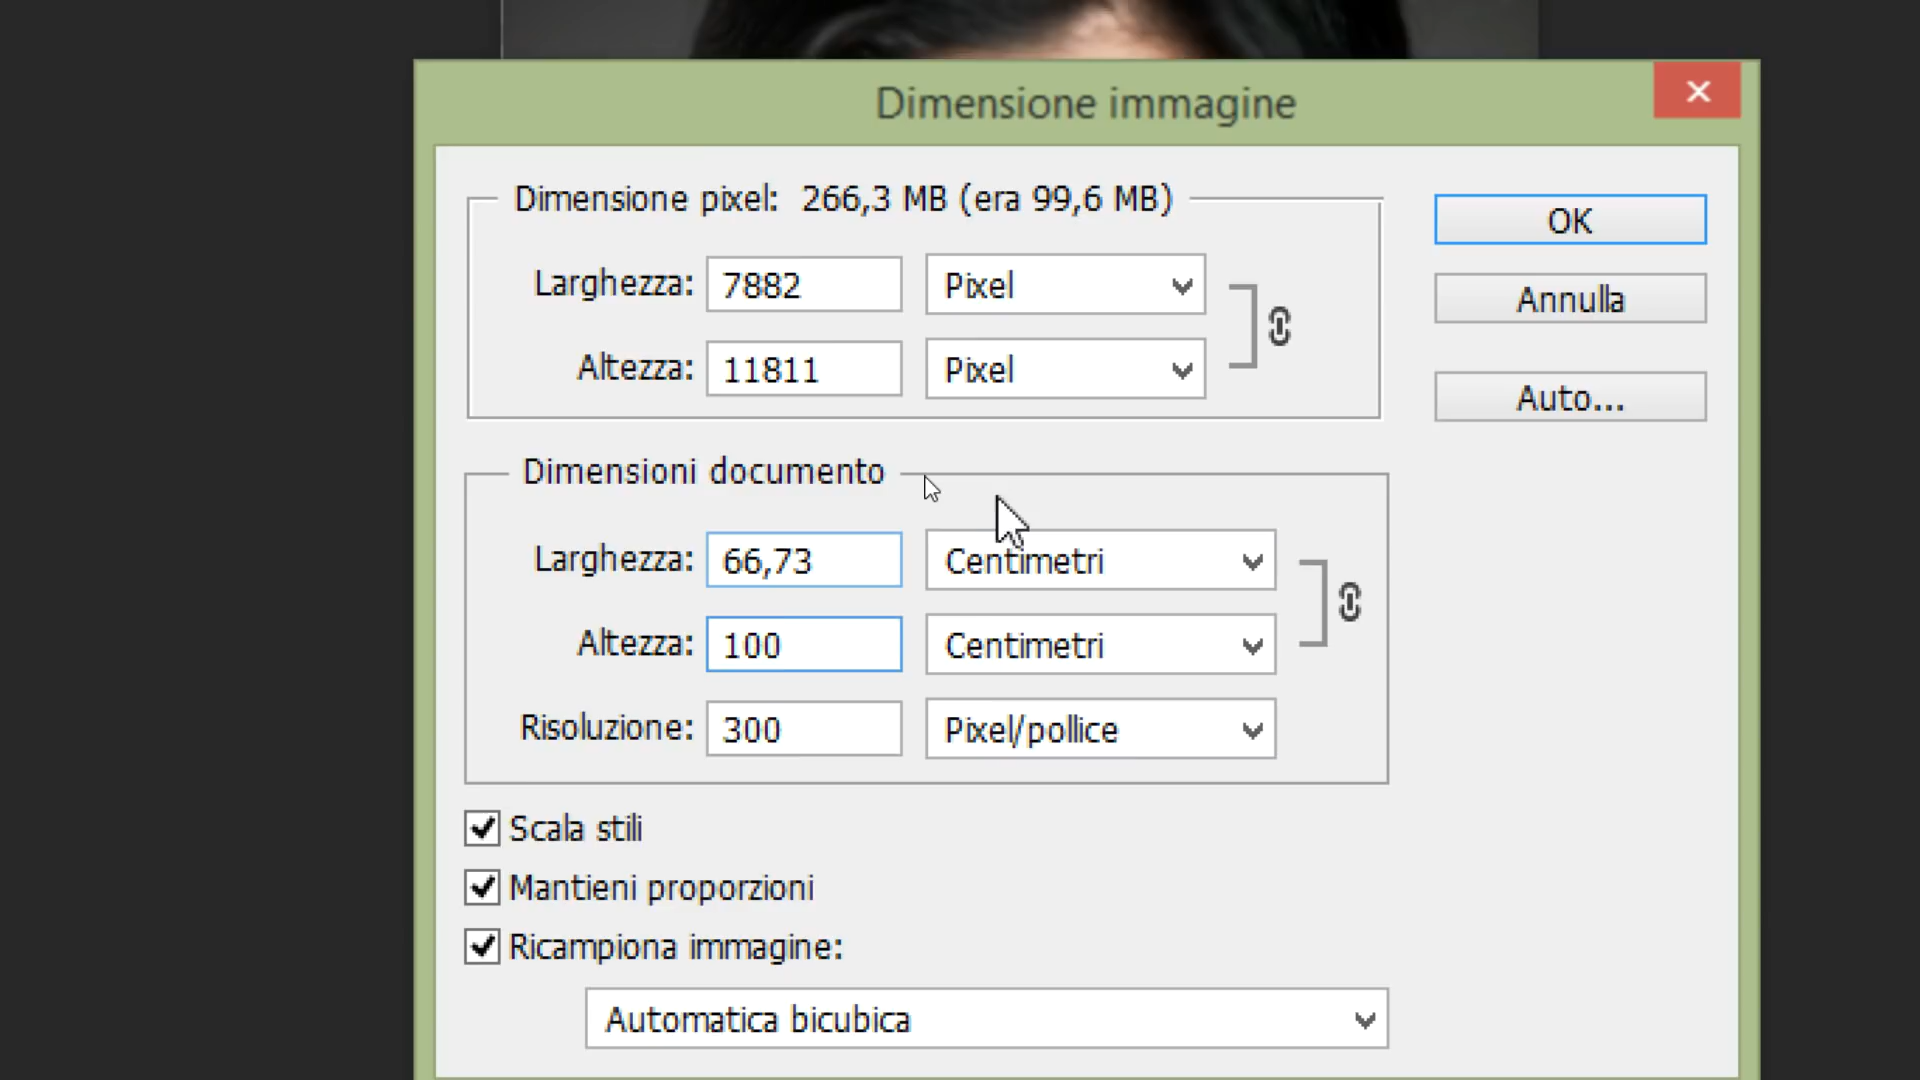 Dimensione immagine
Dimensione pixel: 266,3 MB (era 99,6 MB)
OK
Larghezza: 7882 Pixel
Annulla
Altezza: 11811 Pixel
Auto...
Dimensioni documento
Larghezza: 66,73 Centimetri
Altezza: 100 Centimetri
Risoluzione: 300 Pixel/pollice
Scala stili
Mantieni proporzioni
Ricampiona immagine:
Automatica bicubica